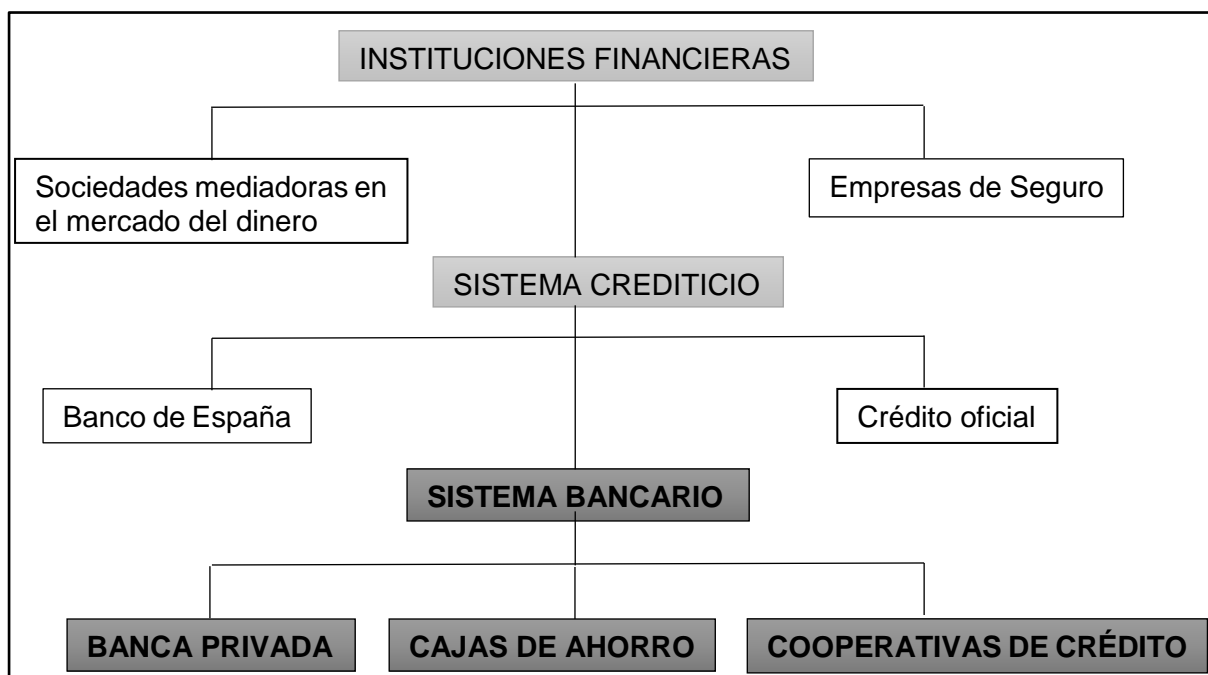 INSTITUCIONES FINANCIERAS
Sociedades mediadoras en
el mercado del dinero
Empresas de Seguro
SISTEMA CREDITICIO
Banco de España
Crédito oficial
SISTEMA BANCARIO
BANCA PRIVADA
CAJAS DE AHORRO
COOPERATIVAS DE CRÉDITO